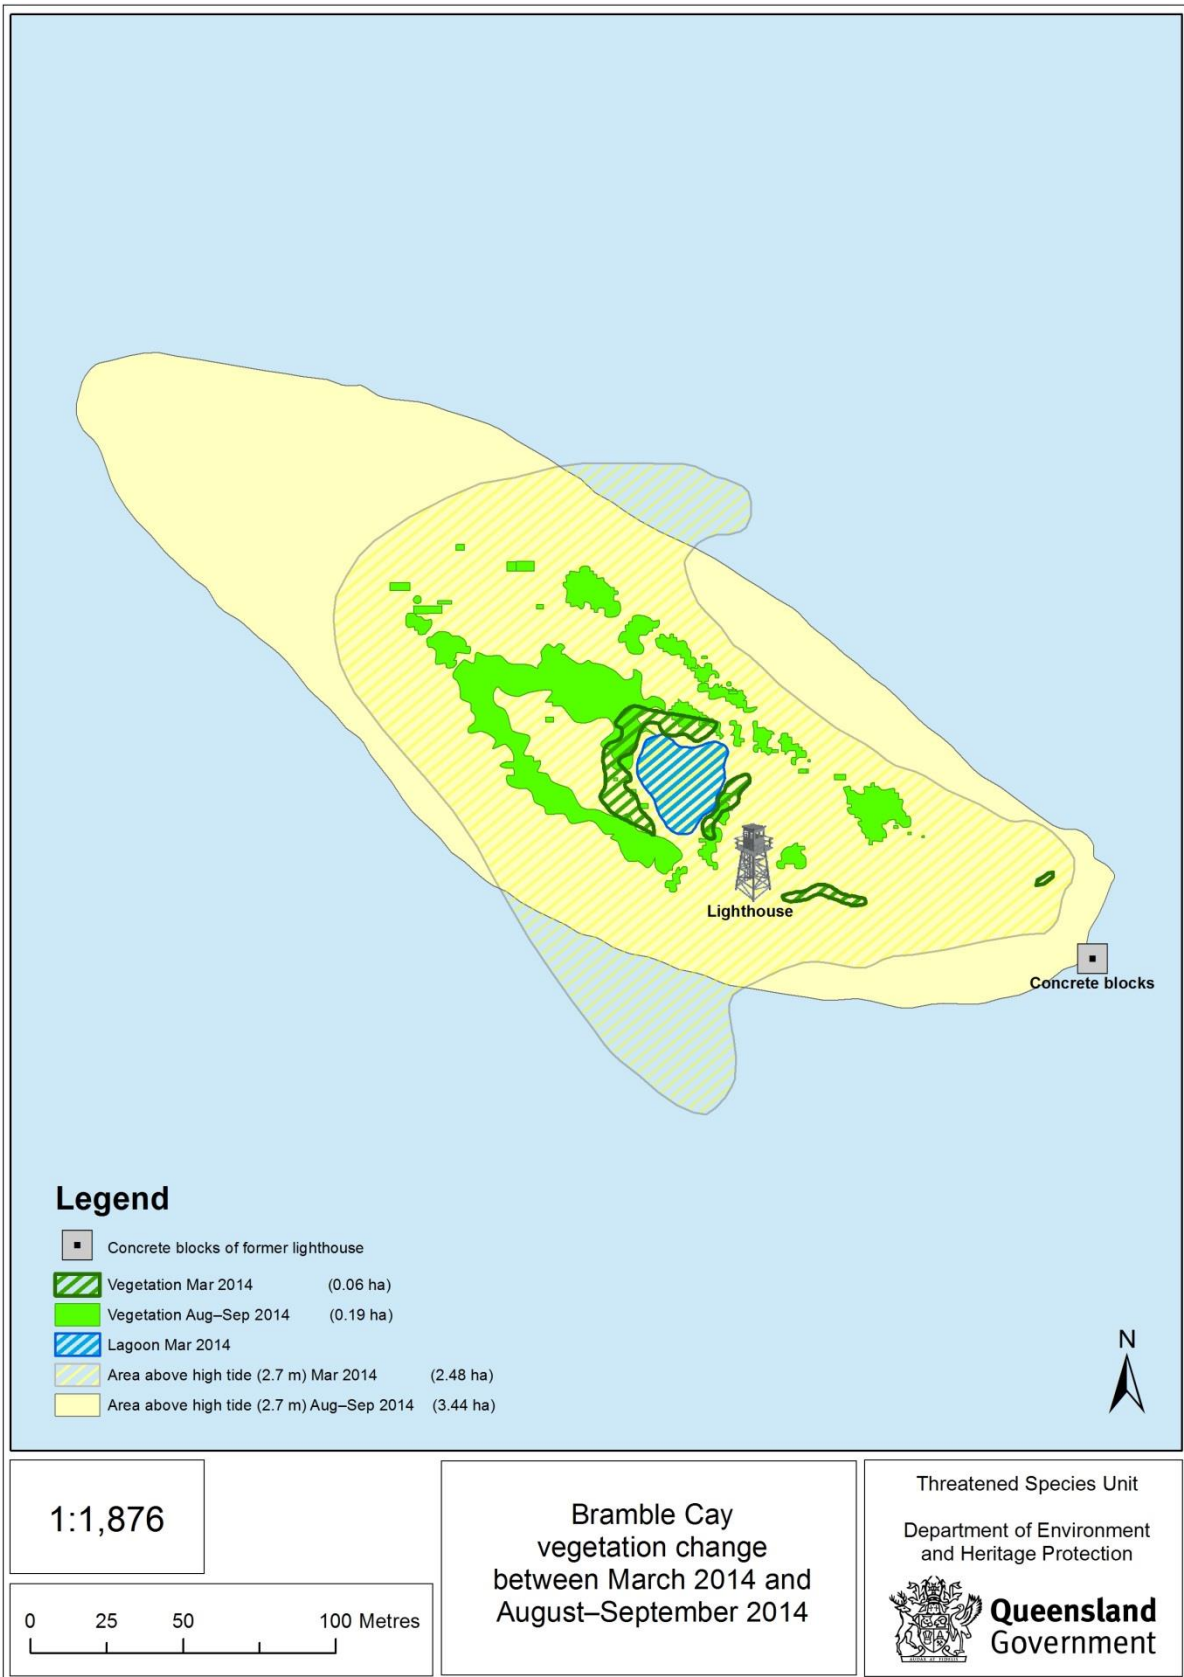 Lighthouse
Concrete blocks
Legend
Concrete blocks of former lighthouse
Vegetation Mar 2014 (0.06 ha)
Vegetation Aug–Sep 2014 (0.19 ha)
Lagoon Mar 2014
Area above high tide (2.7 m) Mar 2014 (2.48 ha)
Area above high tide (2.7 m) Aug–Sep 2014 (3.44 ha)
N
1:1,876
0 25 50 100 Metres
Bramble Cay
vegetation change
between March 2014 and
August–September 2014
Threatened Species Unit
Department of Environment
and Heritage Protection
Queensland
Government